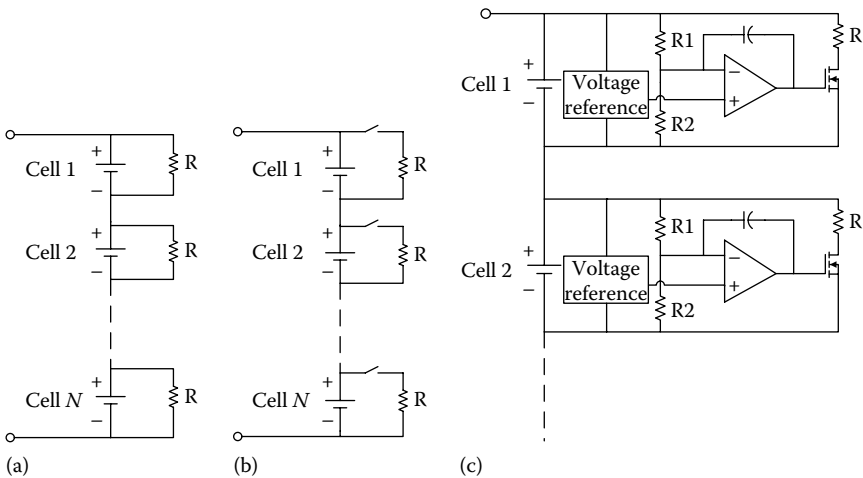 +
Cell 1
−
R
+
Cell 2
−
R
+
Cell N
−
R
(a)
+
Cell 1
−
R
+
Cell 2
−
R
+
Cell N
−
R
(b)
+
Cell 1
−
Voltage
reference
R1
R2
−
+
R
+
Cell 2
−
Voltage
reference
R1
R2
−
+
R
(c)